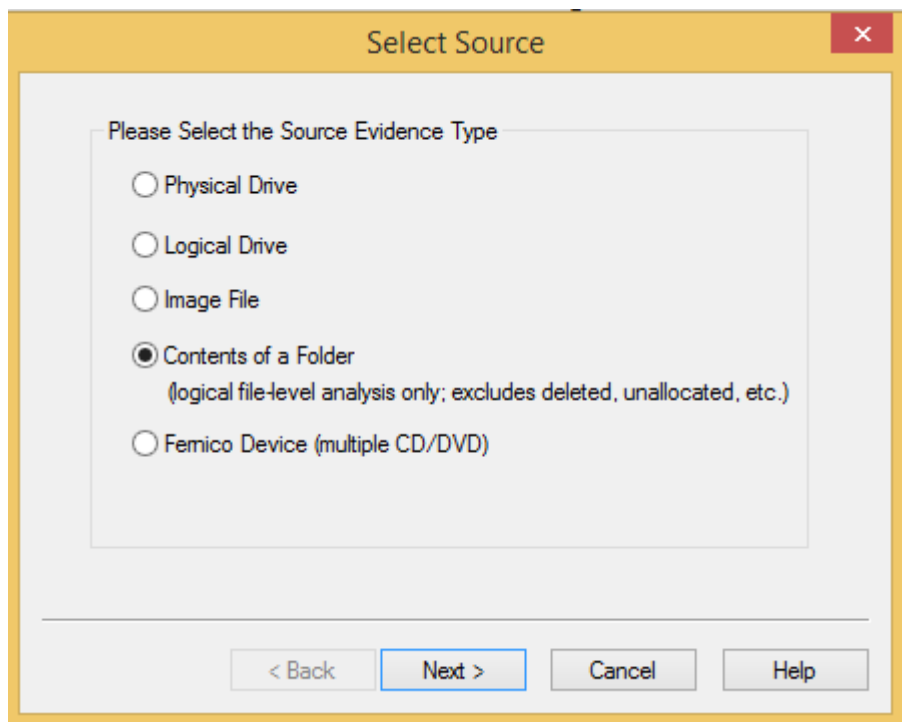 Select Source
Please Select the Source Evidence Type
Physical Drive
Logical Drive
Image File
Contents of a Folder
(logical file-level analysis only; excludes deleted, unallocated, etc.)
Fernico Device (multiple CD/DVD)
< Back Next > Cancel Help